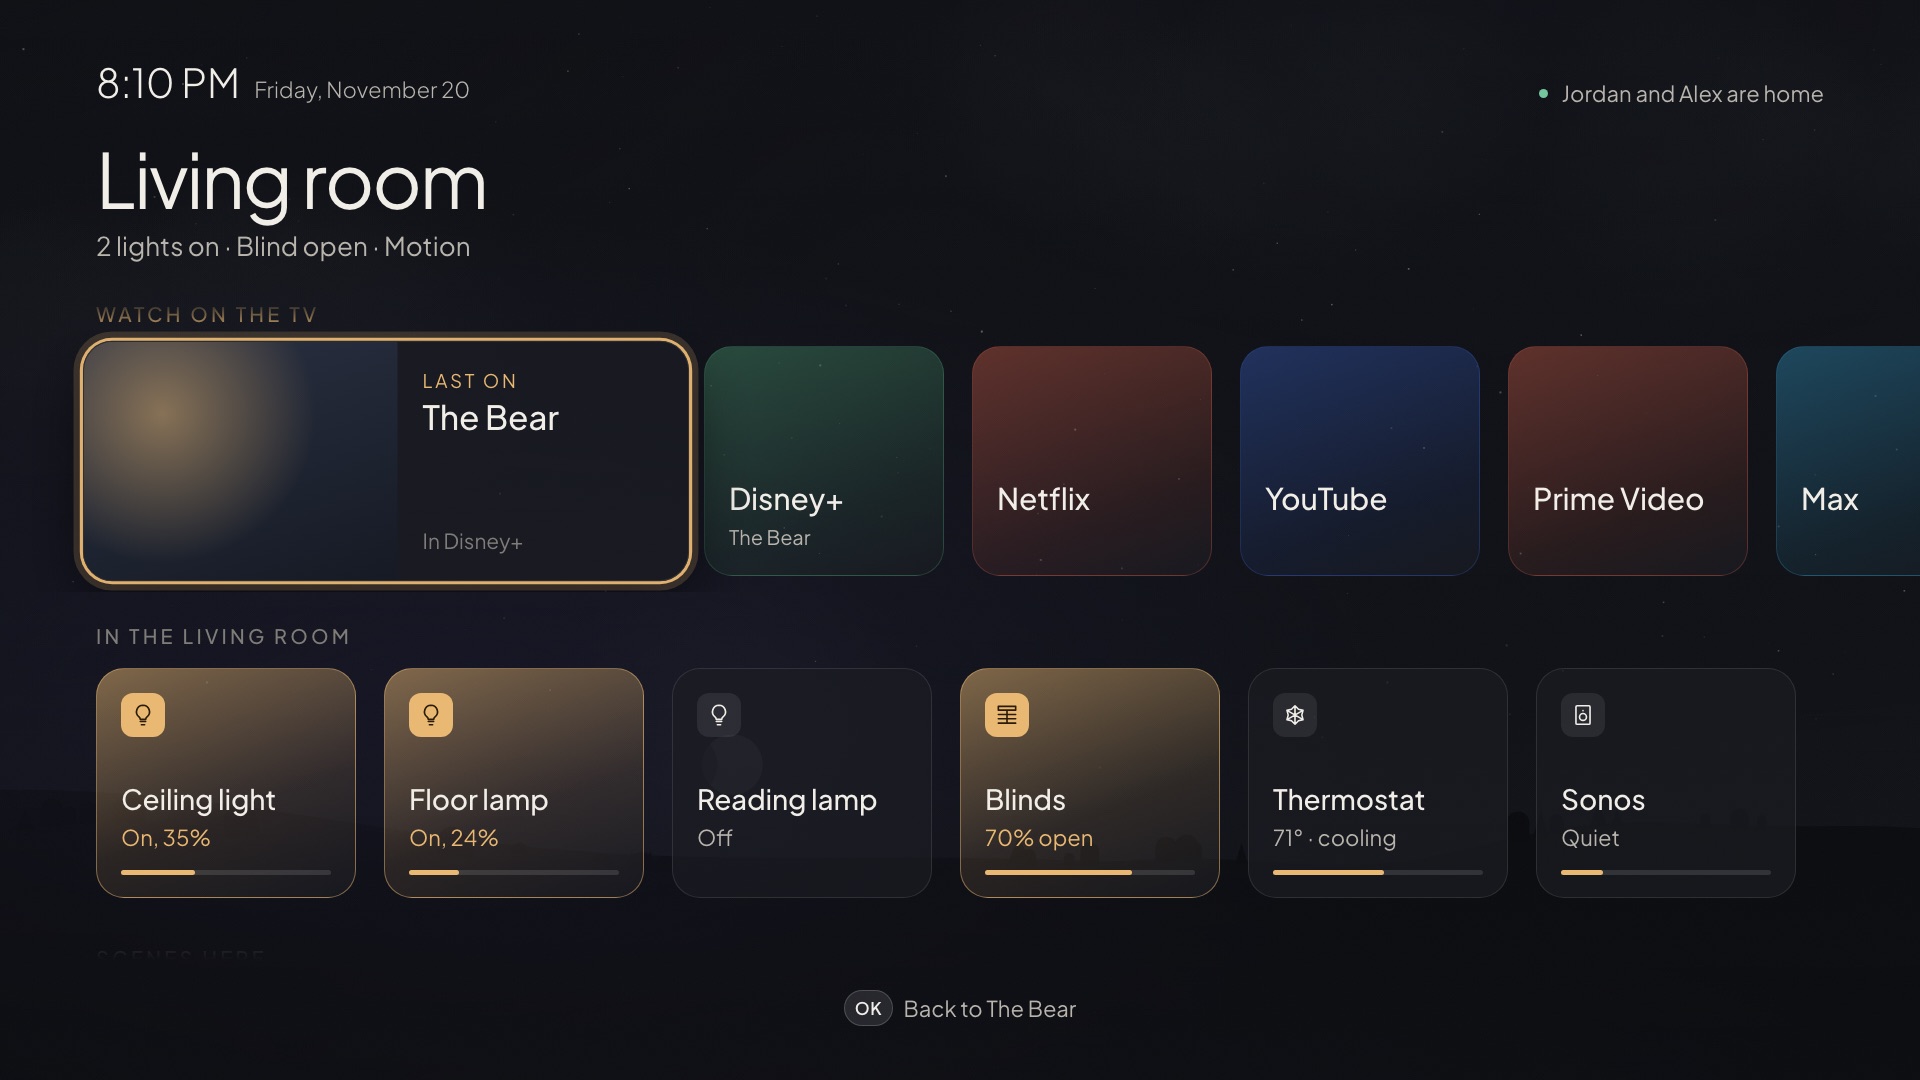 8:10 PM Friday, November 20
Jordan and Alex are home
Living room
2 lights on · Blind open · Motion
WATCH ON THE TV
LAST ON
The Bear
In Disney+
Disney+
The Bear
Netflix
YouTube
Prime Video
Max
IN THE LIVING ROOM
Ceiling light
On, 35%
Floor lamp
On, 24%
Reading lamp
Off
Blinds
70% open
Thermostat
71° · cooling
Sonos
Quiet
SCENES HERE
OK Back to The Bear